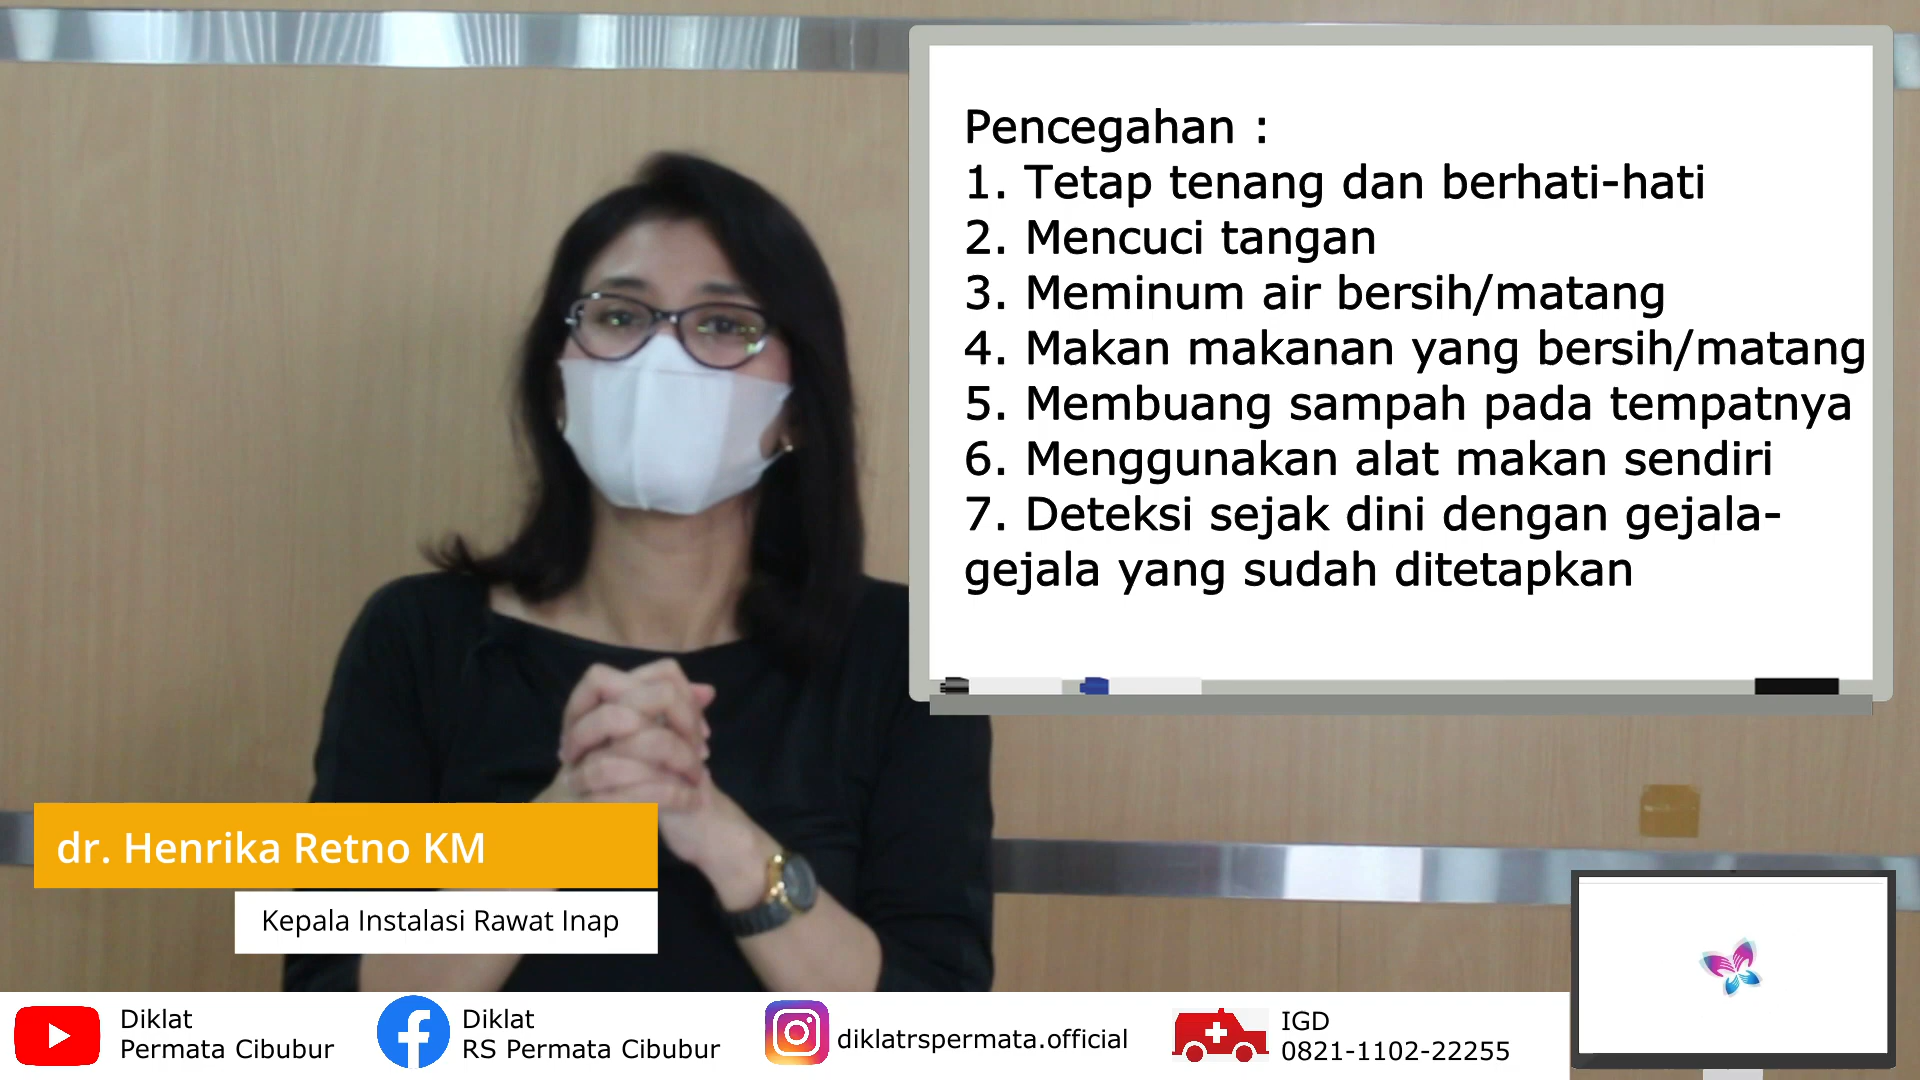 Pencegahan :
1. Tetap tenang dan berhati-hati
2. Mencuci tangan
3. Meminum air bersih/matang
4. Makan makanan yang bersih/matang
5. Membuang sampah pada tempatnya
6. Menggunakan alat makan sendiri
7. Deteksi sejak dini dengan gejala-
gejala yang sudah ditetapkan
dr. Henrika Retno KM
Kepala Instalasi Rawat Inap
Diklat
Permata Cibubur
Diklat
RS Permata Cibubur
diklatrspermata.official
IGD
0821-1102-22255